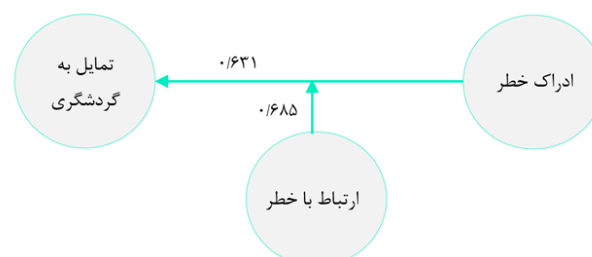 ادراک خطر
۰/۶۳۱
تمایل به
گردشگری
۰/۶۸۵
ارتباط با خطر